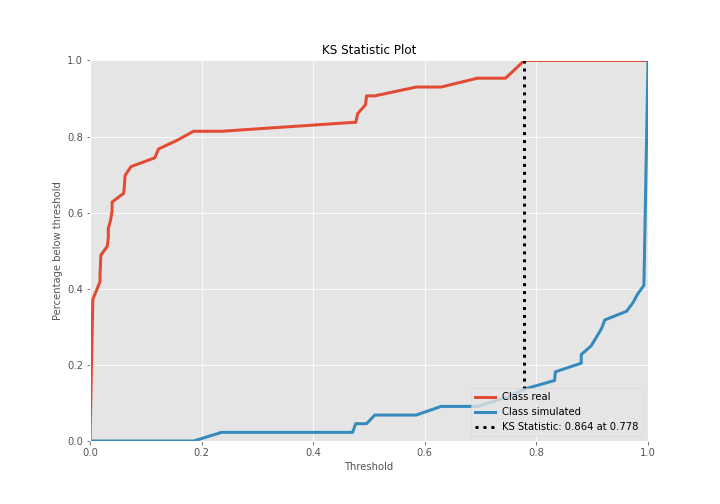 KS Statistic Plot
1.0
0.8
0.6
0.4
0.2
0.0
Percentage below threshold
Class real
Class simulated
KS Statistic: 0.864 at 0.778
0.0 0.2 0.4 0.6 0.8 1.0
Threshold